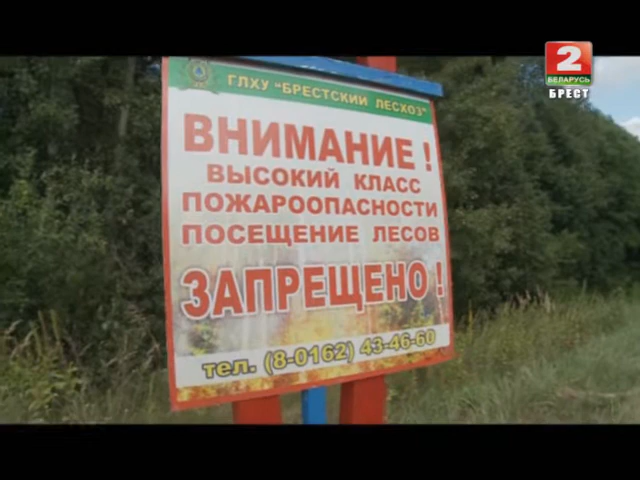 2
БЕЛАРУСЬ
БРЕСТ
ГЛХУ "БРЕСТСКИЙ ЛЕСХОЗ"
ВНИМАНИЕ !
ВЫСОКИЙ КЛАСС
ПОЖАРООПАСНОСТИ
ПОСЕЩЕНИЕ ЛЕСОВ
ЗАПРЕЩЕНО !
тел. (8-0162) 43-46-60